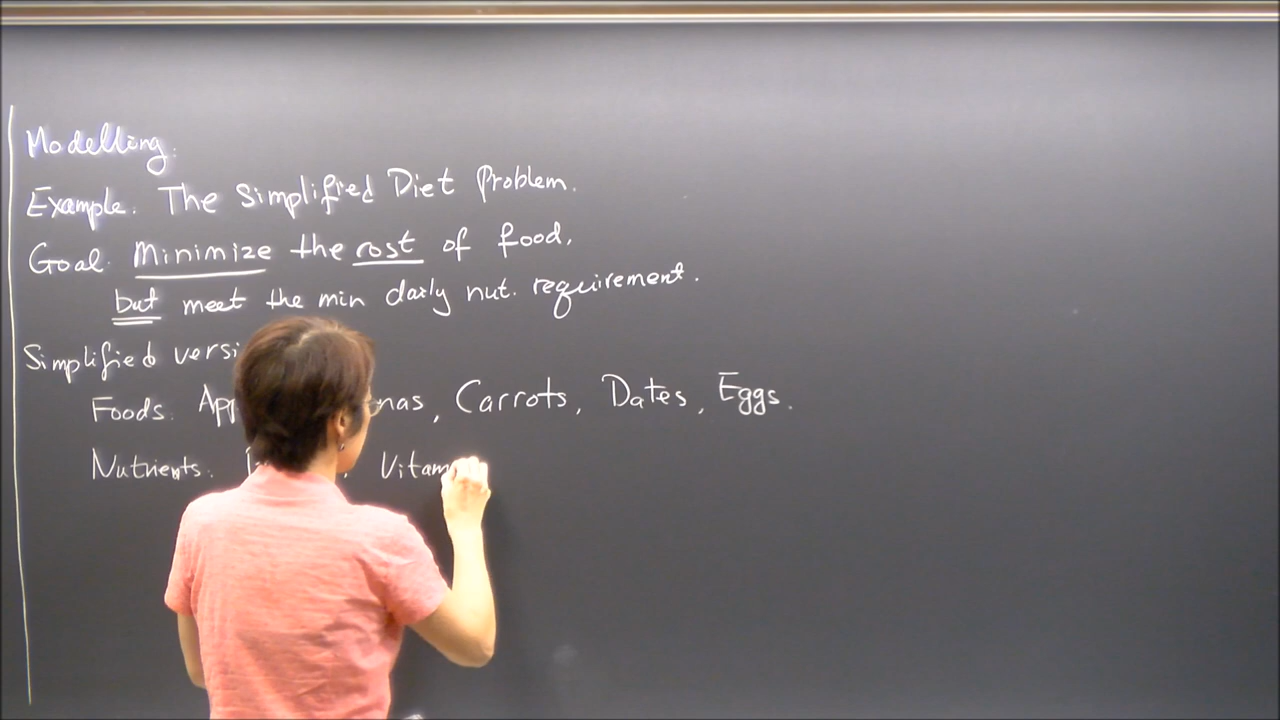 Modelling.
Example. The Simplified Diet Problem.
Goal. Minimize the cost of food,
but meet the min daily nut. requirement.
Simplified versi
Foods. App nas, Carrots, Dates, Eggs.
Nutrients. Vitam